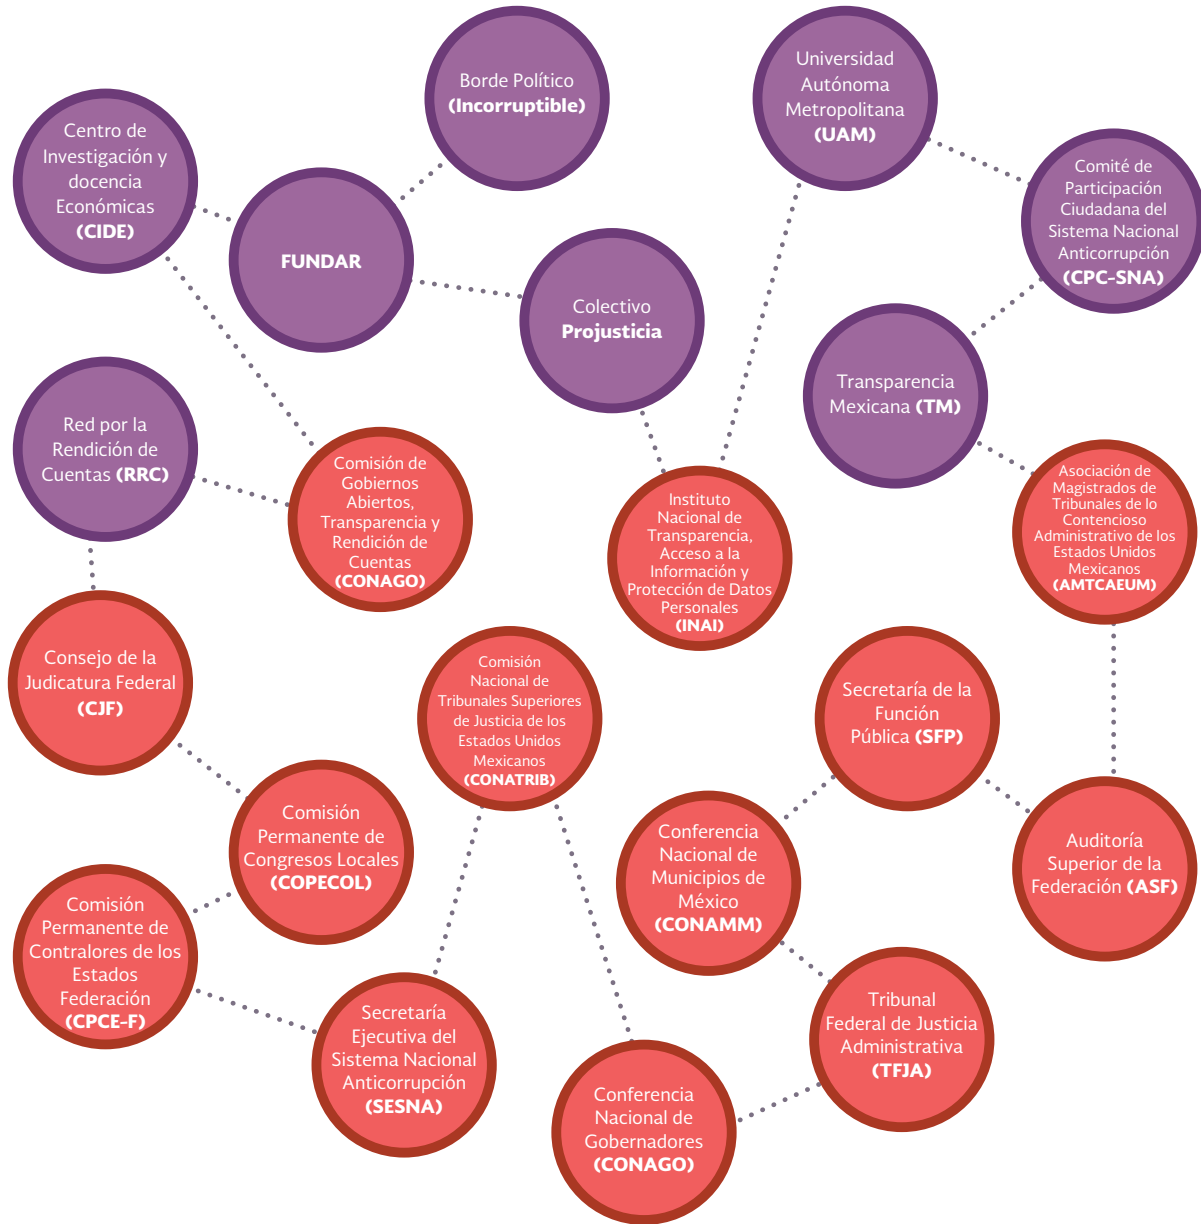 Borde Político
(Incorruptible)
Universidad
Autónoma
Metropolitana
(UAM)
Centro de
Investigación y
docencia
Económicas
(CIDE)
Comité de
Participación
Ciudadana del
Sistema Nacional
Anticorrupción
(CPC-SNA)
FUNDAR
Colectivo
Projusticia
Transparencia
Mexicana (TM)
Red por la
Rendición de
Cuentas (RRC)
Comisión de
Gobiernos
Abiertos,
Transparencia y
Rendición de
Cuentas
(CONAGO)
Instituto
Nacional de
Transparencia,
Acceso a la
Información y
Protección de Datos
Personales
(INAI)
Asociación de
Magistrados de
Tribunales de lo
Contencioso
Administrativo de los
Estados Unidos
Mexicanos
(AMTCAEUM)
Consejo de la
Judicatura Federal
(CJF)
Comisión
Nacional de
Tribunales Superiores
de Justicia de los
Estados Unidos
Mexicanos
(CONATRIB)
Secretaría de la
Función
Pública (SFP)
Comisión
Permanente de
Congresos Locales
(COPECOL)
Conferencia
Nacional de
Municipios de
México
(CONAMM)
Auditoría
Superior de la
Federación (ASF)
Comisión
Permanente de
Contralores de los
Estados
Federación
(CPCE-F)
Secretaría
Ejecutiva del
Sistema Nacional
Anticorrupción
(SESNA)
Tribunal
Federal de Justicia
Administrativa
(TFJA)
Conferencia
Nacional de
Gobernadores
(CONAGO)